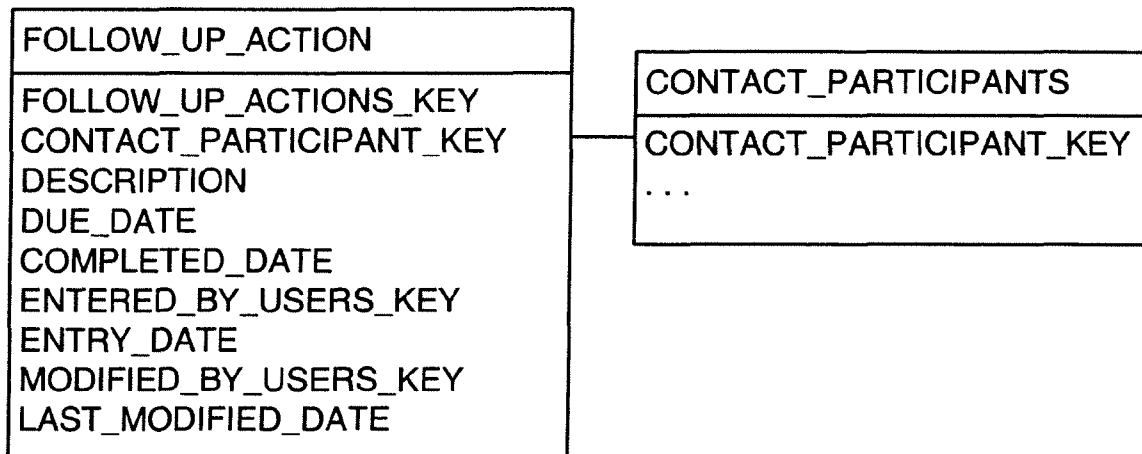 FOLLOW_UP_ACTION
FOLLOW_UP_ACTIONS_KEY
CONTACT_PARTICIPANT_KEY
DESCRIPTION
DUE_DATE
COMPLETED_DATE
ENTERED_BY_USERS_KEY
ENTRY_DATE
MODIFIED_BY_USERS_KEY
LAST_MODIFIED_DATE
CONTACT_PARTICIPANTS
CONTACT_PARTICIPANT_KEY
. . .